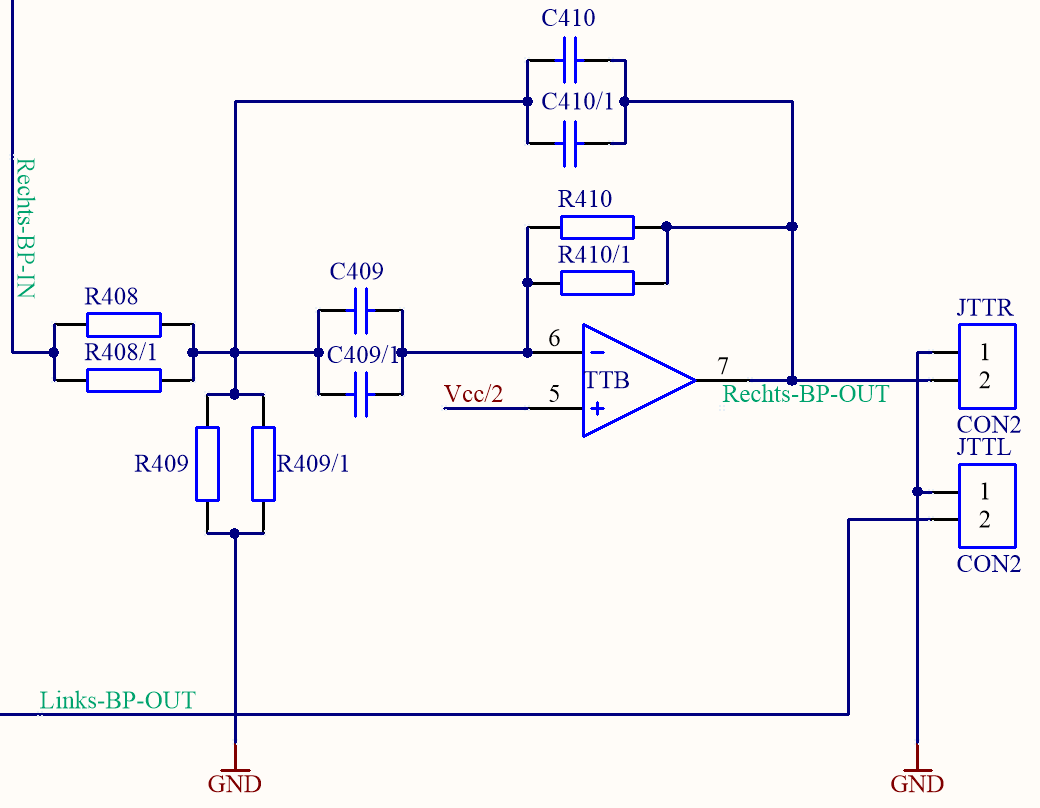 C410
C410/1
Rechts-BP-IN
R410
R410/1
C409
C409/1
R408
R408/1
JTTR
6
1
7
2
TTB
Vcc/2
5
Rechts-BP-OUT
CON2
JTTL
R409
R409/1
1
2
CON2
Links-BP-OUT
GND
GND